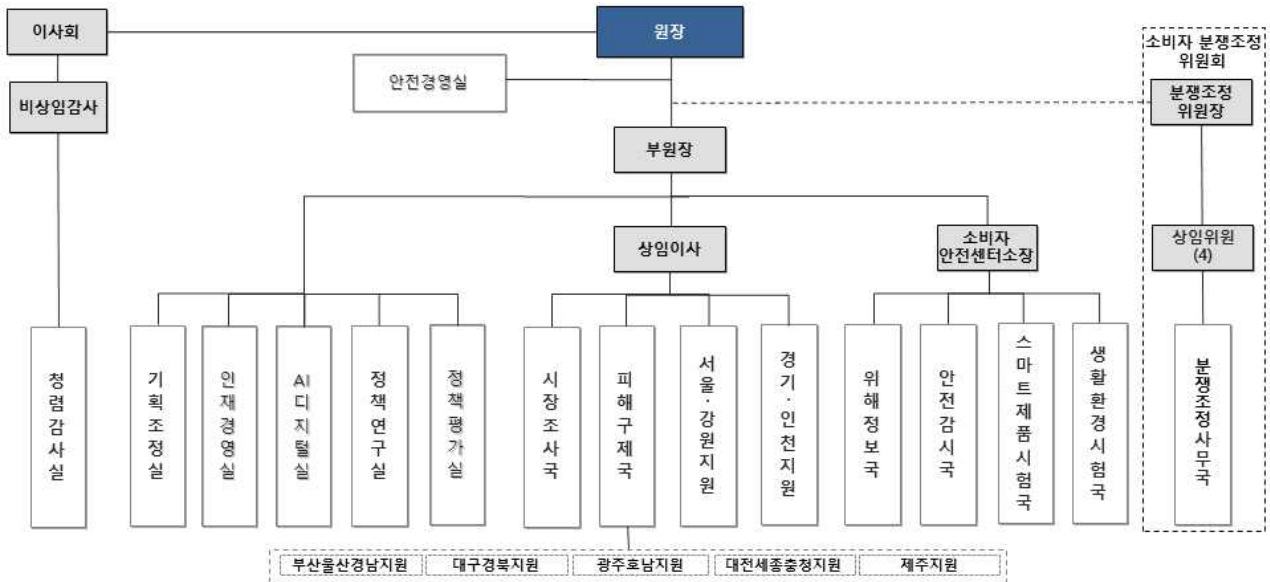 이사회
원장
소비자 분쟁조정
위원회
안전경영실
비상임감사
분쟁조정
위원장
부원장
상임이사
소비자
안전센터소장
상임위원
(4)
청렴감사실
기획조정실
인재경영실
AI디지털실
정책연구실
정책평가실
시장조사국
피해구제국
서울·강원지원
경기·인천지원
위해정보국
안전감시국
스마트제품시험국
생활환경시험국
분쟁조정사무국
부산울산경남지원
대구경북지원
광주호남지원
대전세종충청지원
제주지원